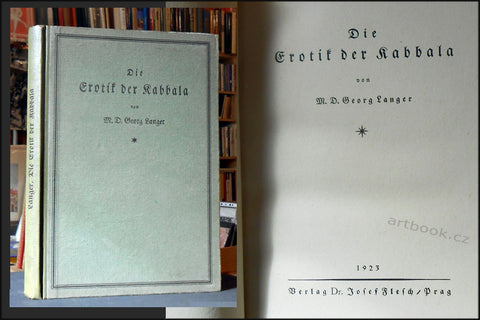 Langer, Die Erotik der Kabbala
Die
Erotik der Kabbala
von
M. D. Georg Langer
Die
Erotik der Kabbala
von
M. D. Georg Langer
artbook.cz
1923
Verlag Dr. Josef Flesch / Prag